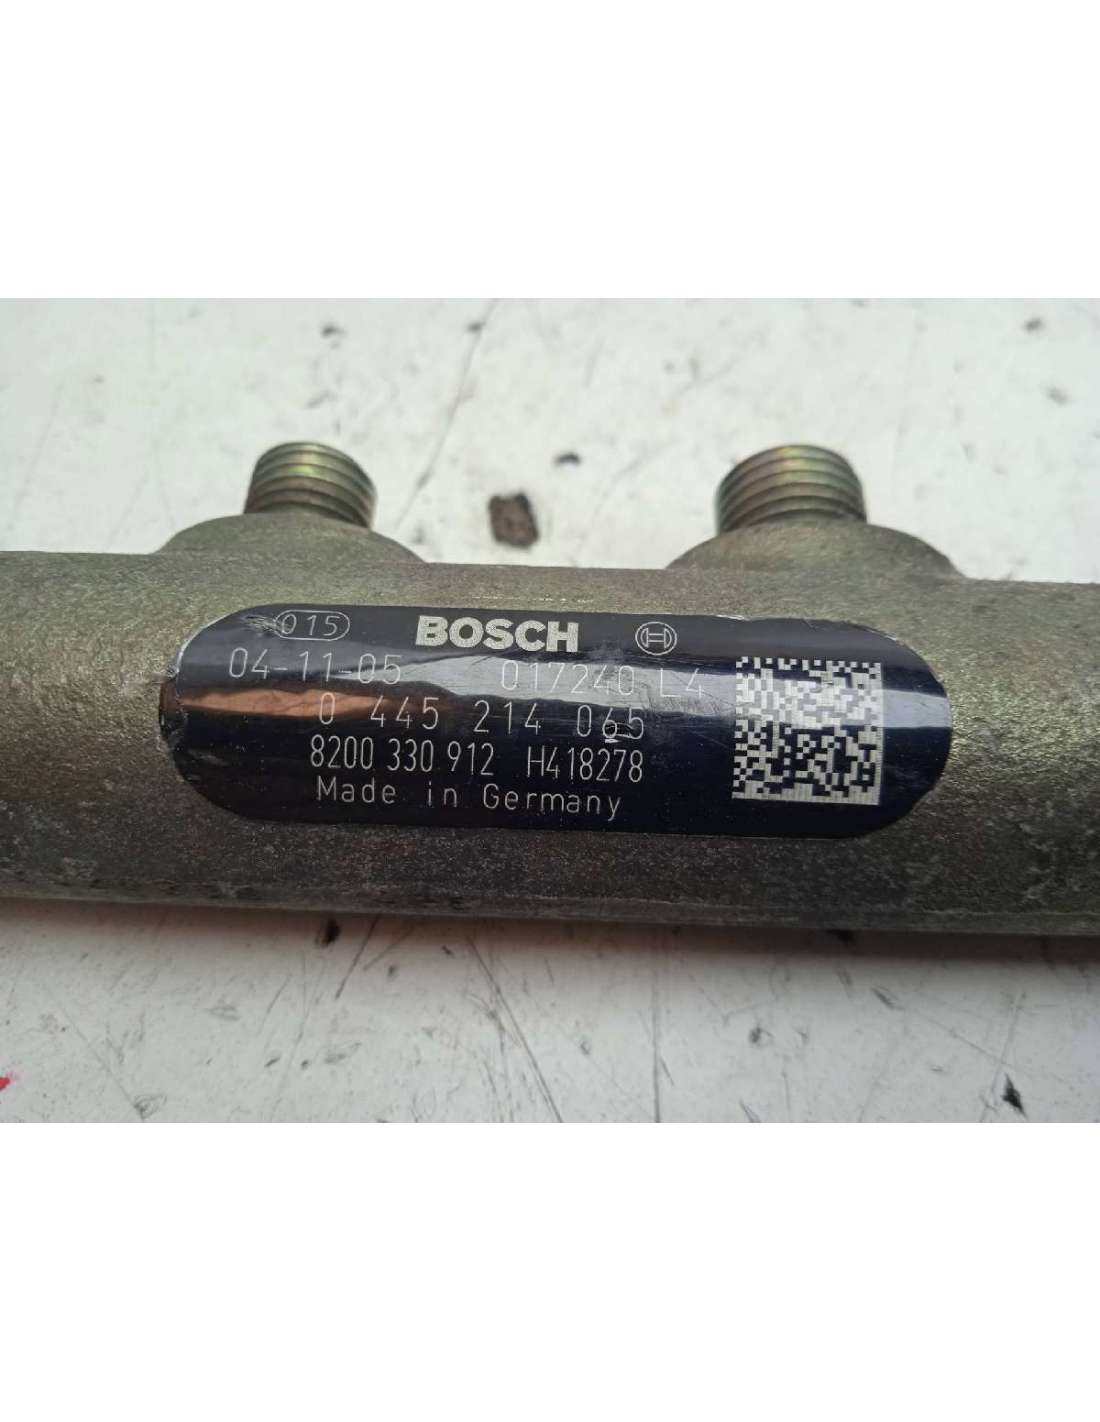 015 BOSCH
04-11-05 017240 L4
0 445 214 065
8200 330 912 H418278
Made in Germany